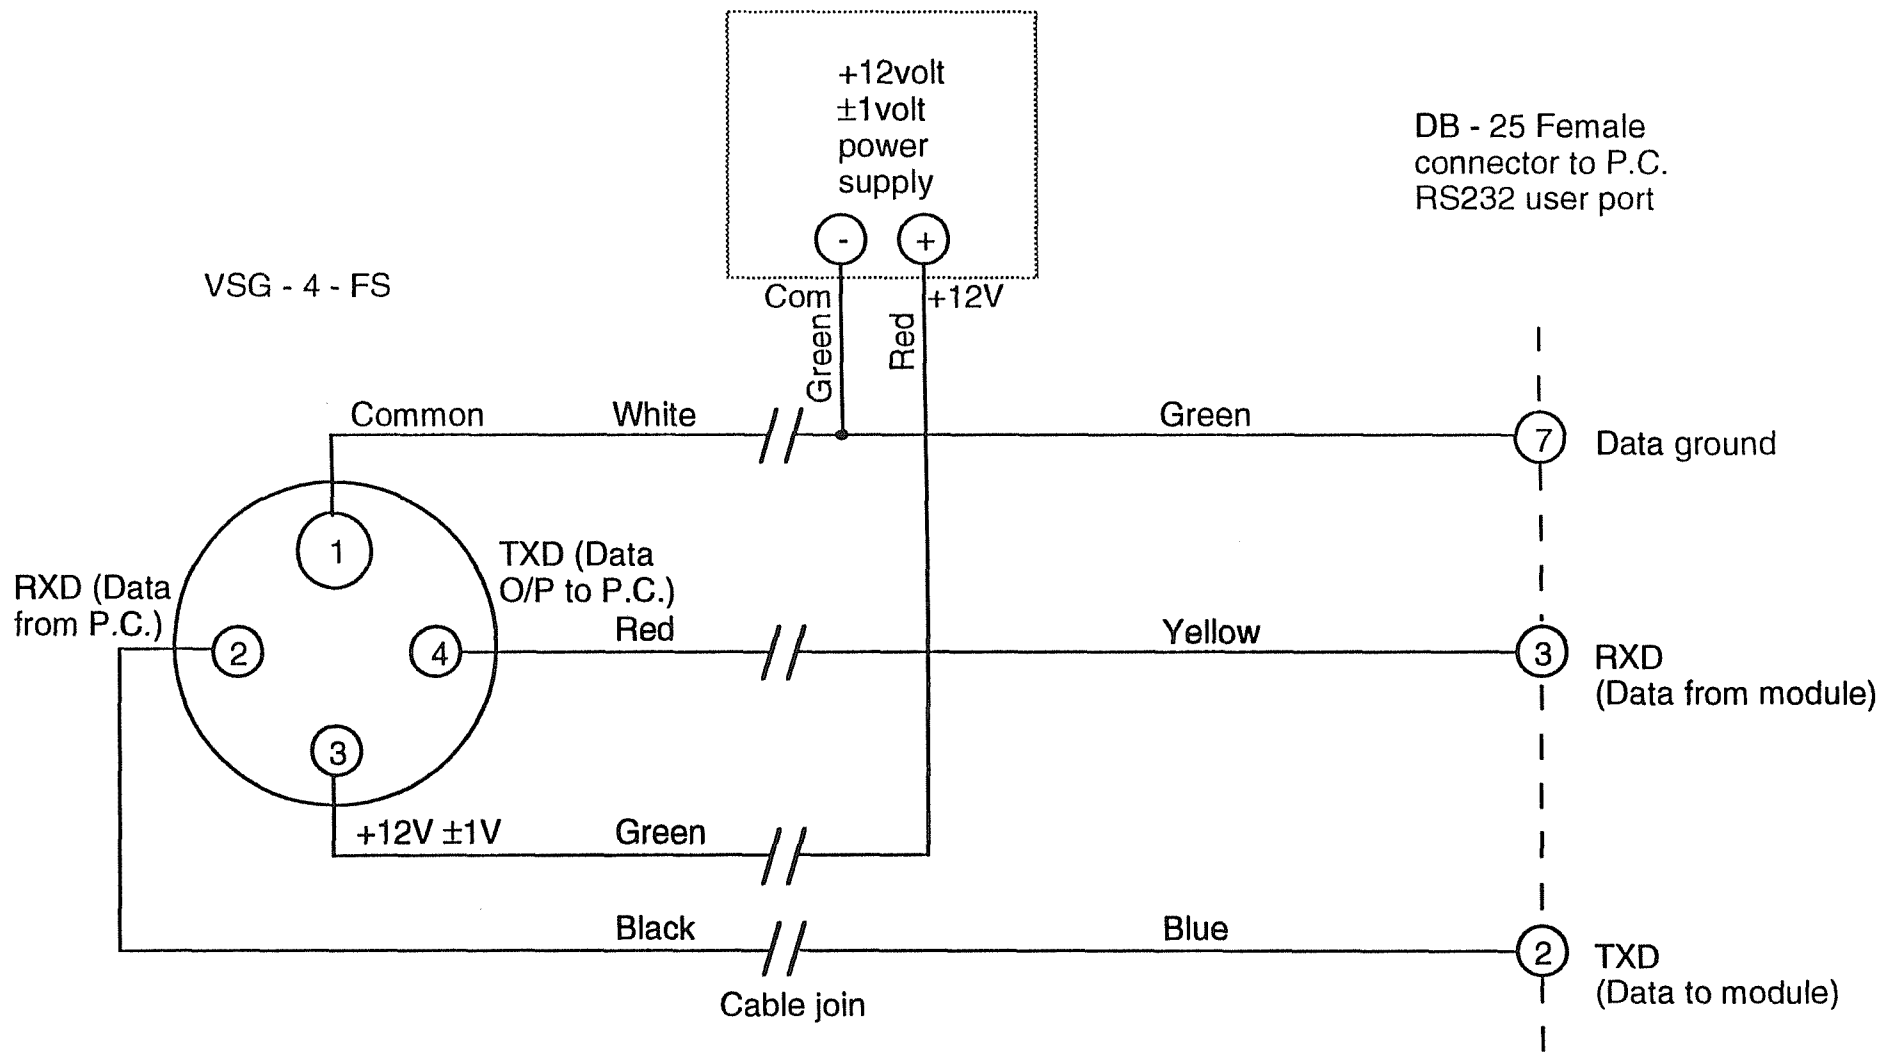 +12volt
±1volt
power
supply
- +
Com
+12V
Green
Red
DB - 25 Female
connector to P.C.
RS232 user port
VSG - 4 - FS
Common
White
Green
7
Data ground
1
RXD (Data
from P.C.)
2
TXD (Data
O/P to P.C.)
4
Red
Yellow
3
RXD
(Data from module)
3
+12V ±1V
Green
Black
Blue
2
TXD
(Data to module)
Cable join